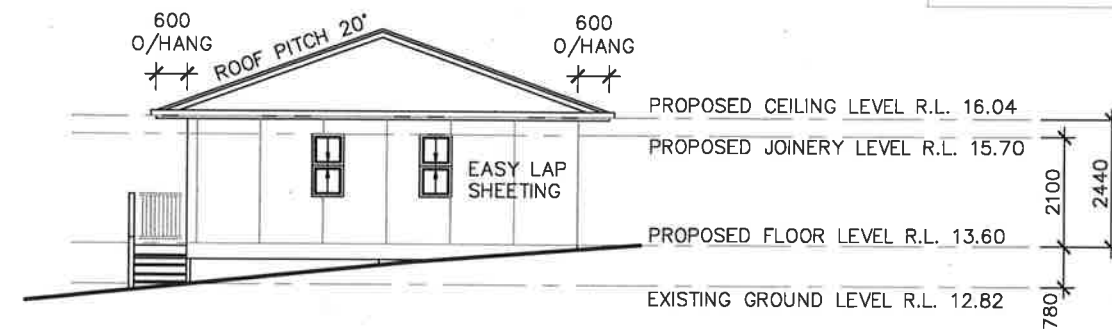 600
O/HANG
ROOF PITCH 20°
600
O/HANG
PROPOSED CEILING LEVEL R.L. 16.04
PROPOSED JOINERY LEVEL R.L. 15.70
EASY LAP
SHEETING
2100
2440
PROPOSED FLOOR LEVEL R.L. 13.60
EXISTING GROUND LEVEL R.L. 12.82
780